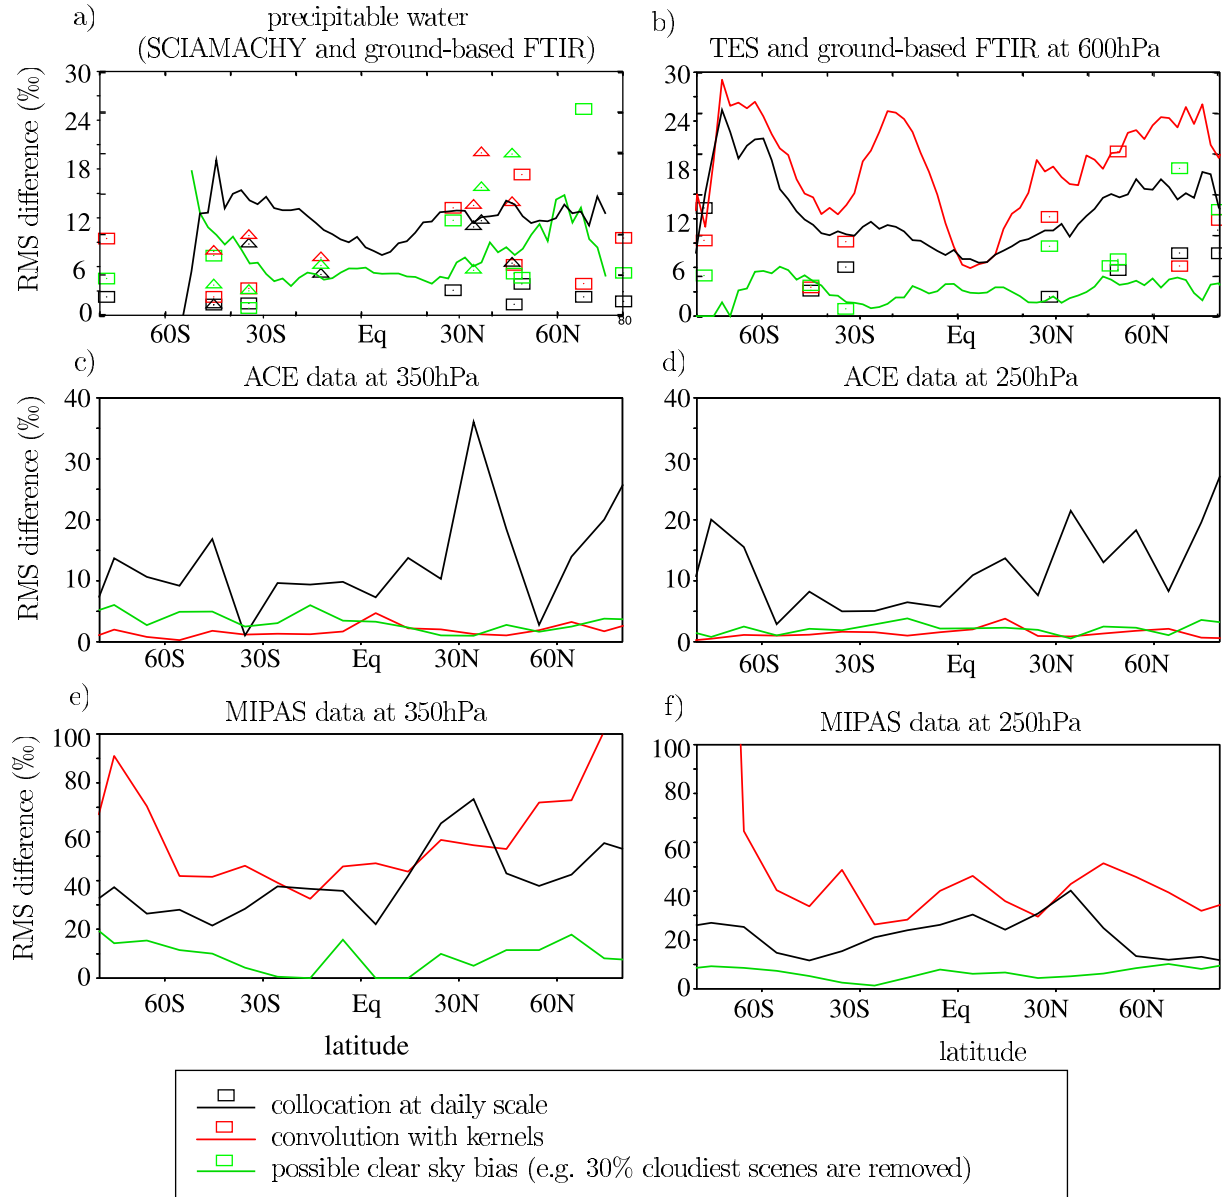 a)
precipitable water
(SCIAMACHY and ground-based FTIR)
RMS difference (‰)
30
24
18
12
6
0
60S
30S
Eq
30N
60N
80
b)
TES and ground-based FTIR at 600hPa
30
24
18
12
6
0
60S
30S
Eq
30N
60N
c)
ACE data at 350hPa
RMS difference (‰)
40
30
20
10
0
60S
30S
Eq
30N
60N
d)
ACE data at 250hPa
40
30
20
10
0
60S
30S
Eq
30N
60N
e)
MIPAS data at 350hPa
RMS difference (‰)
100
80
60
40
20
0
60S
30S
Eq
30N
60N
latitude
f)
MIPAS data at 250hPa
100
80
60
40
20
0
60S
30S
Eq
30N
60N
latitude
collocation at daily scale
convolution with kernels
possible clear sky bias (e.g. 30% cloudiest scenes are removed)